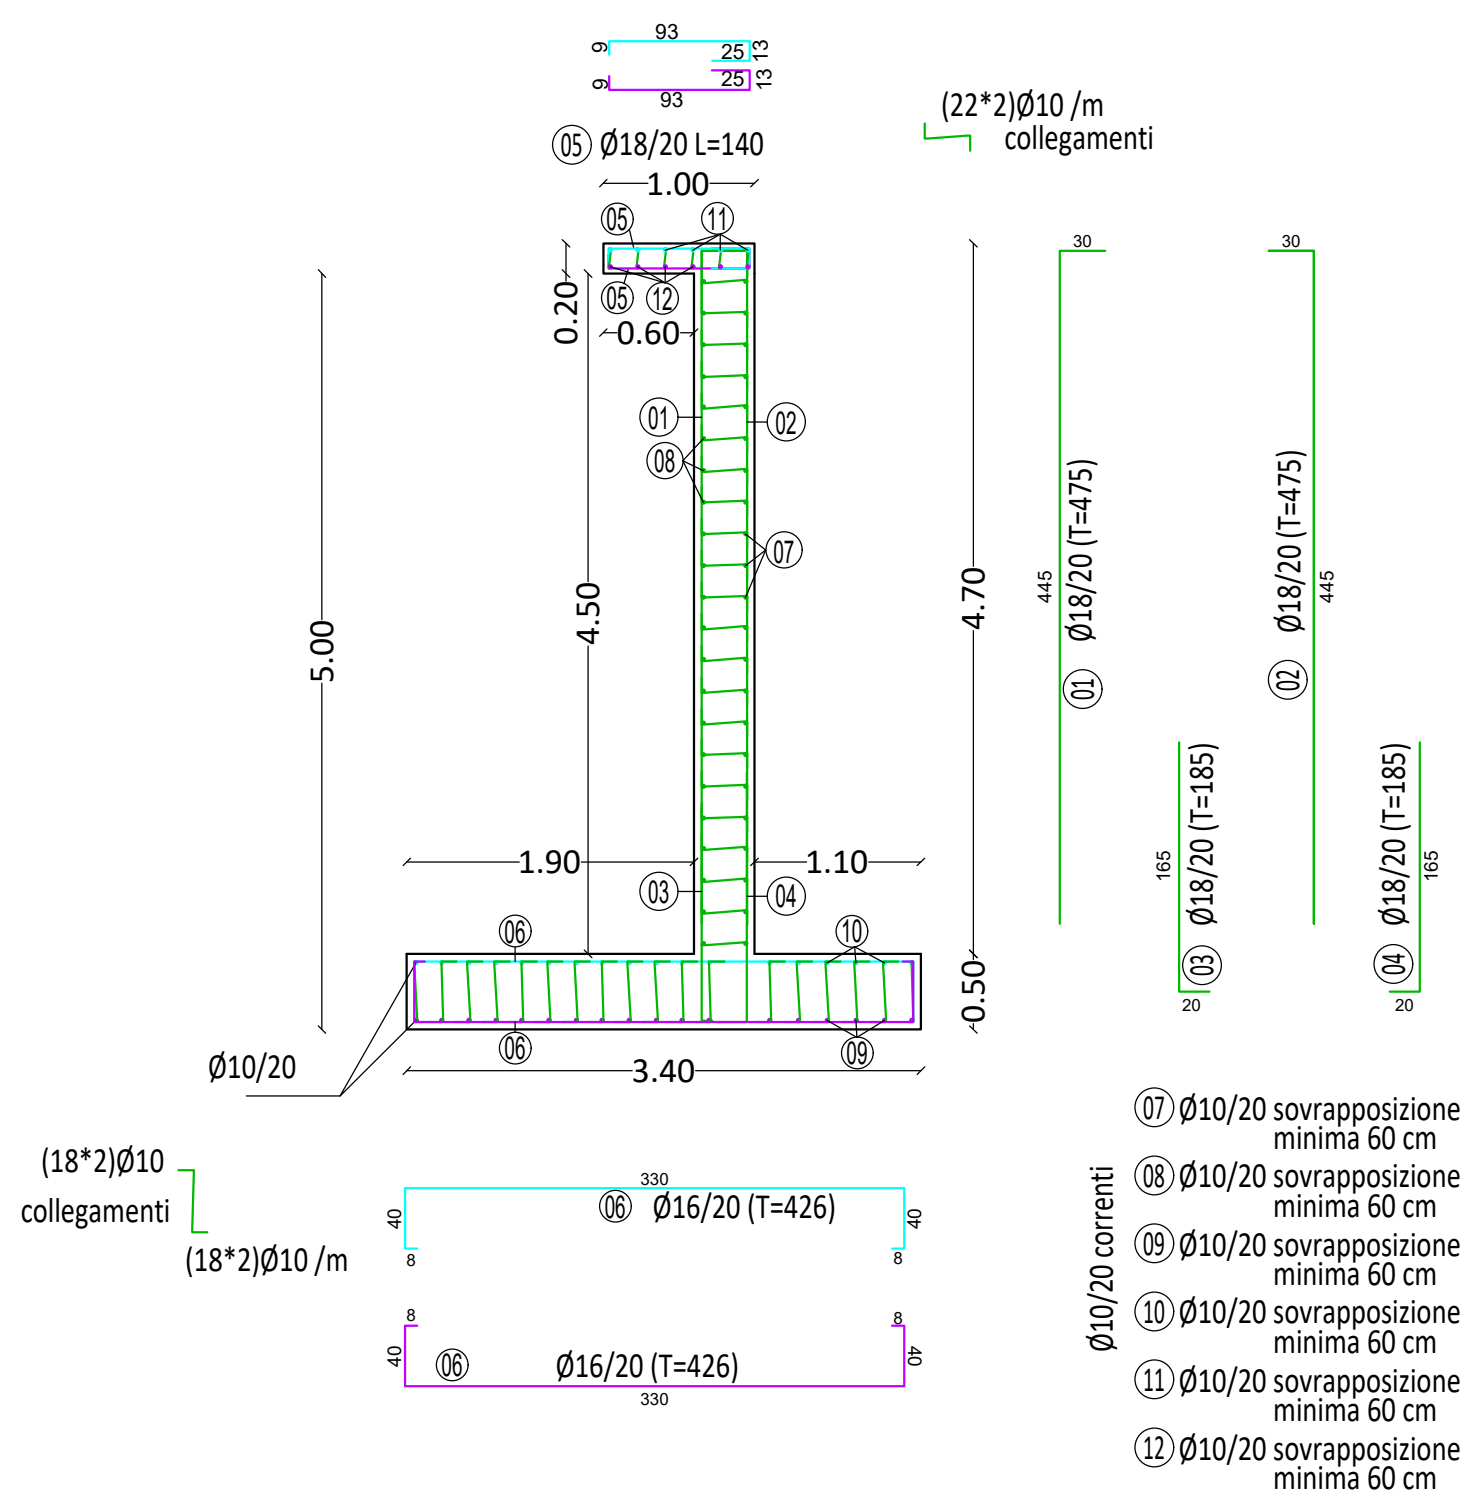 93
9
25
13
9
25
13
93
05 Ø18/20 L=140
(22*2)Ø10 /m
collegamenti
1.00
05
11
05
12
0.20
0.60
30
30
01
02
08
07
5.00
4.50
4.70
445
Ø18/20 (T=475)
01
Ø18/20 (T=475)
02
445
1.90
1.10
03
04
165
Ø18/20 (T=185)
03
20
Ø18/20 (T=185)
04
165
20
06
10
0.50
06
09
Ø10/20
3.40
(18*2)Ø10
collegamenti
(18*2)Ø10 /m
330
06 Ø16/20 (T=426)
40
40
8
8
8
8
40
06 Ø16/20 (T=426)
40
330
Ø10/20 correnti
07 Ø10/20 sovrapposizione
minima 60 cm
08 Ø10/20 sovrapposizione
minima 60 cm
09 Ø10/20 sovrapposizione
minima 60 cm
10 Ø10/20 sovrapposizione
minima 60 cm
11 Ø10/20 sovrapposizione
minima 60 cm
12 Ø10/20 sovrapposizione
minima 60 cm